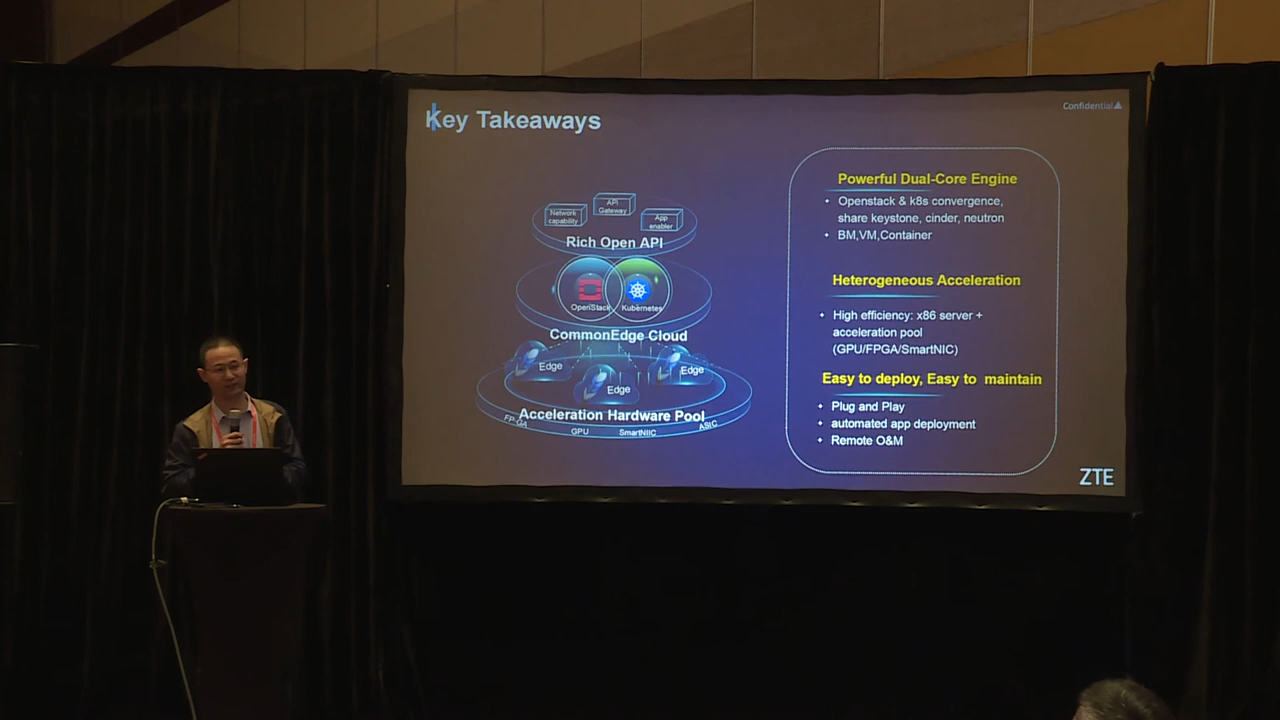 Key Takeaways
Confidential
Network
capability
API
Gateway
App
enabler
Rich Open API
OpenStack
Kubernetes
CommonEdge Cloud
Edge
Edge
Edge
Acceleration Hardware Pool
FPGA
GPU
SmartNIIC
ASIC
Powerful Dual-Core Engine
• Openstack & k8s convergence,
share keystone, cinder, neutron
• BM,VM,Container
Heterogeneous Acceleration
• High efficiency: x86 server +
acceleration pool
(GPU/FPGA/SmartNIC)
Easy to deploy, Easy to maintain
• Plug and Play
• automated app deployment
• Remote O&M
ZTE